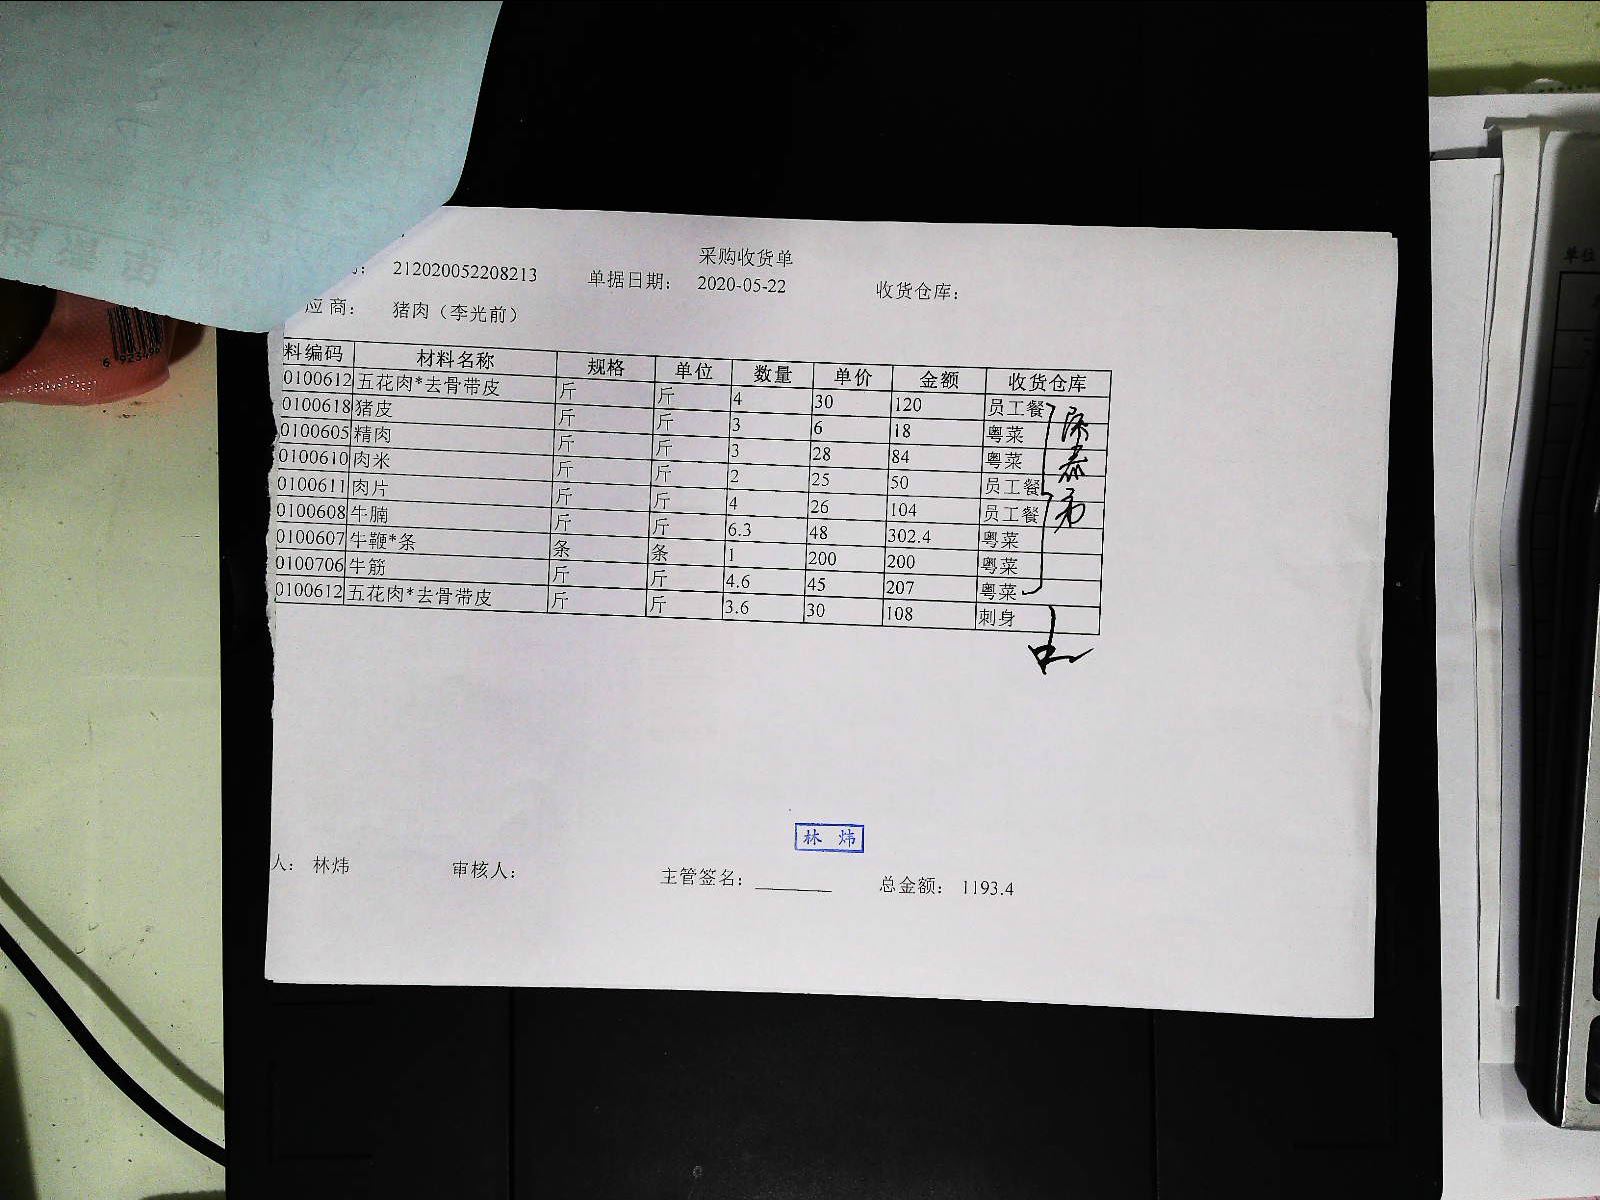 采购收货单
212020052208213 单据日期: 2020-05-22 收货仓库:
应商: 猪肉（李光前）
料编码 材料名称 规格 单位 数量 单价 金额 收货仓库
0100612 五花肉*去骨带皮 斤 斤 4 30 120 员工餐
0100618 猪皮 斤 斤 3 6 18 粤菜
0100605 精肉 斤 斤 3 28 84 粤菜
0100610 肉米 斤 斤 2 25 50 员工餐
0100611 肉片 斤 斤 4 26 104 员工餐
0100608 牛腩 斤 斤 6.3 48 302.4 粤菜
0100607 牛鞭*条 条 条 1 200 200 粤菜
0100706 牛筋 斤 斤 4.6 45 207 粤菜
0100612 五花肉*去骨带皮 斤 斤 3.6 30 108 刺身
林 炜
人: 林炜 审核人: 主管签名: 总金额: 1193.4
单位